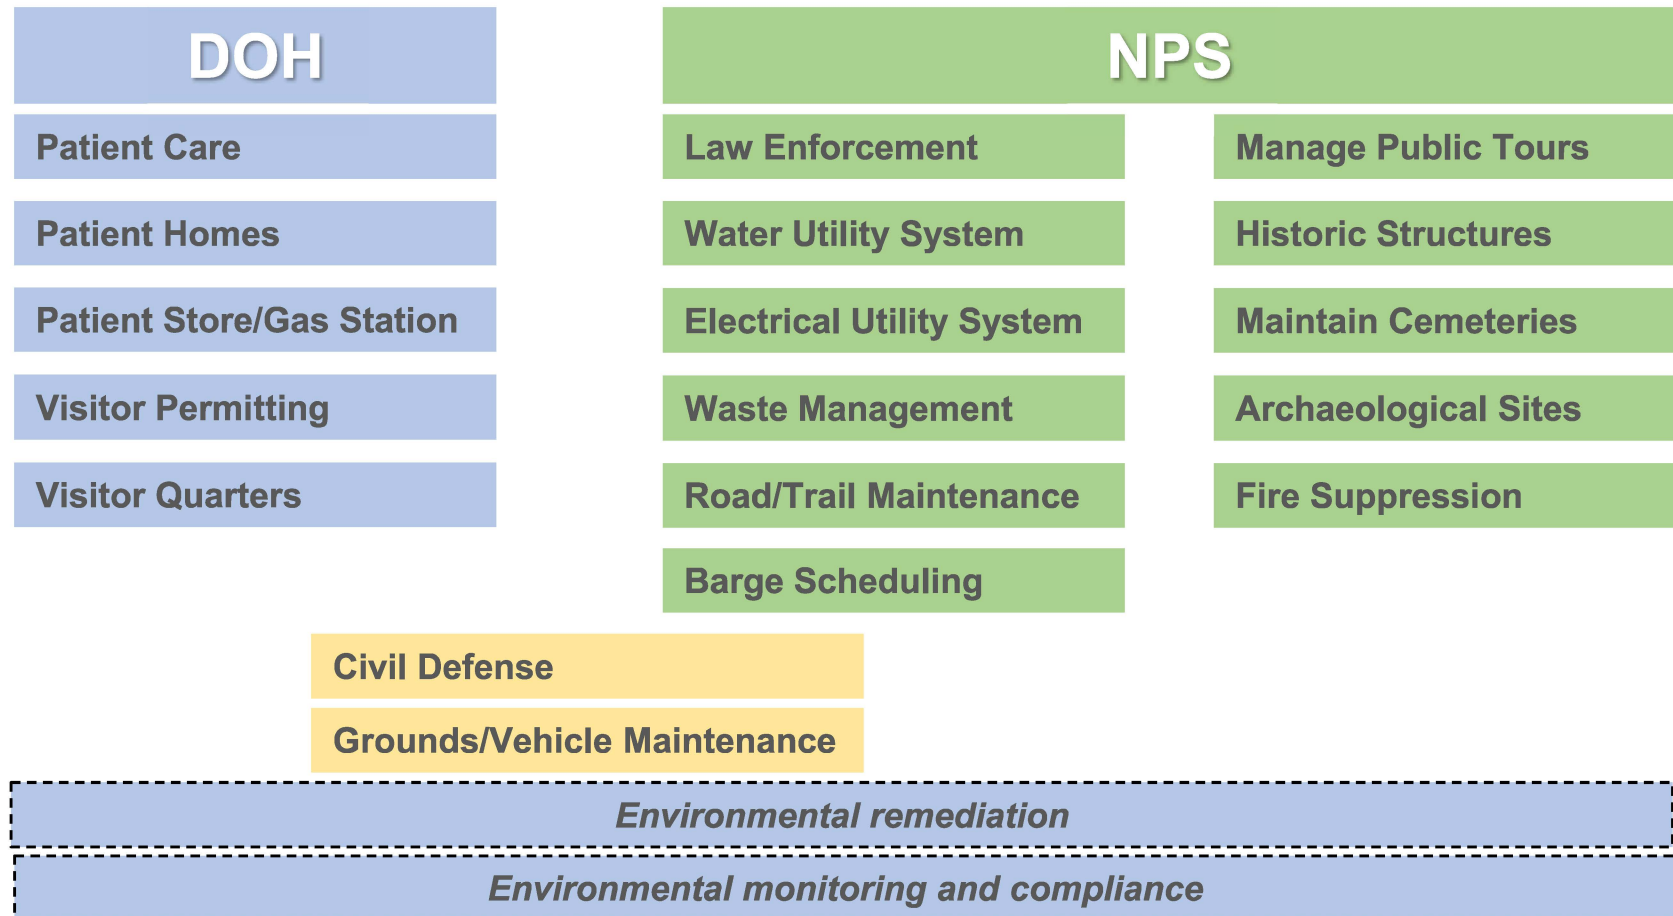 DOH
Patient Care
Patient Homes
Patient Store/Gas Station
Visitor Permitting
Visitor Quarters
NPS
Law Enforcement
Water Utility System
Electrical Utility System
Waste Management
Road/Trail Maintenance
Barge Scheduling
Manage Public Tours
Historic Structures
Maintain Cemeteries
Archaeological Sites
Fire Suppression
Civil Defense
Grounds/Vehicle Maintenance
Environmental remediation
Environmental monitoring and compliance